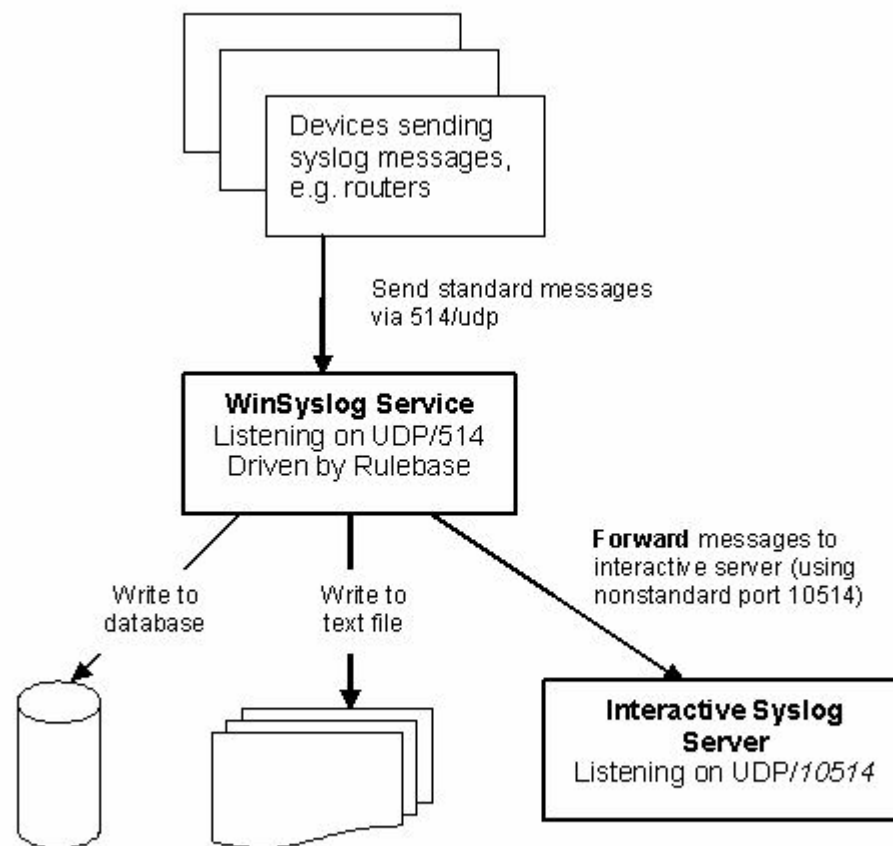 Devices sending
syslog messages,
e.g. routers
Send standard messages
via 514/udp
WinSyslog Service
Listening on UDP/514
Driven by Rulebase
Forward messages to
interactive server (using
nonstandard port 10514)
Write to
database
Write to
text file
Interactive Syslog
Server
Listening on UDP/10514